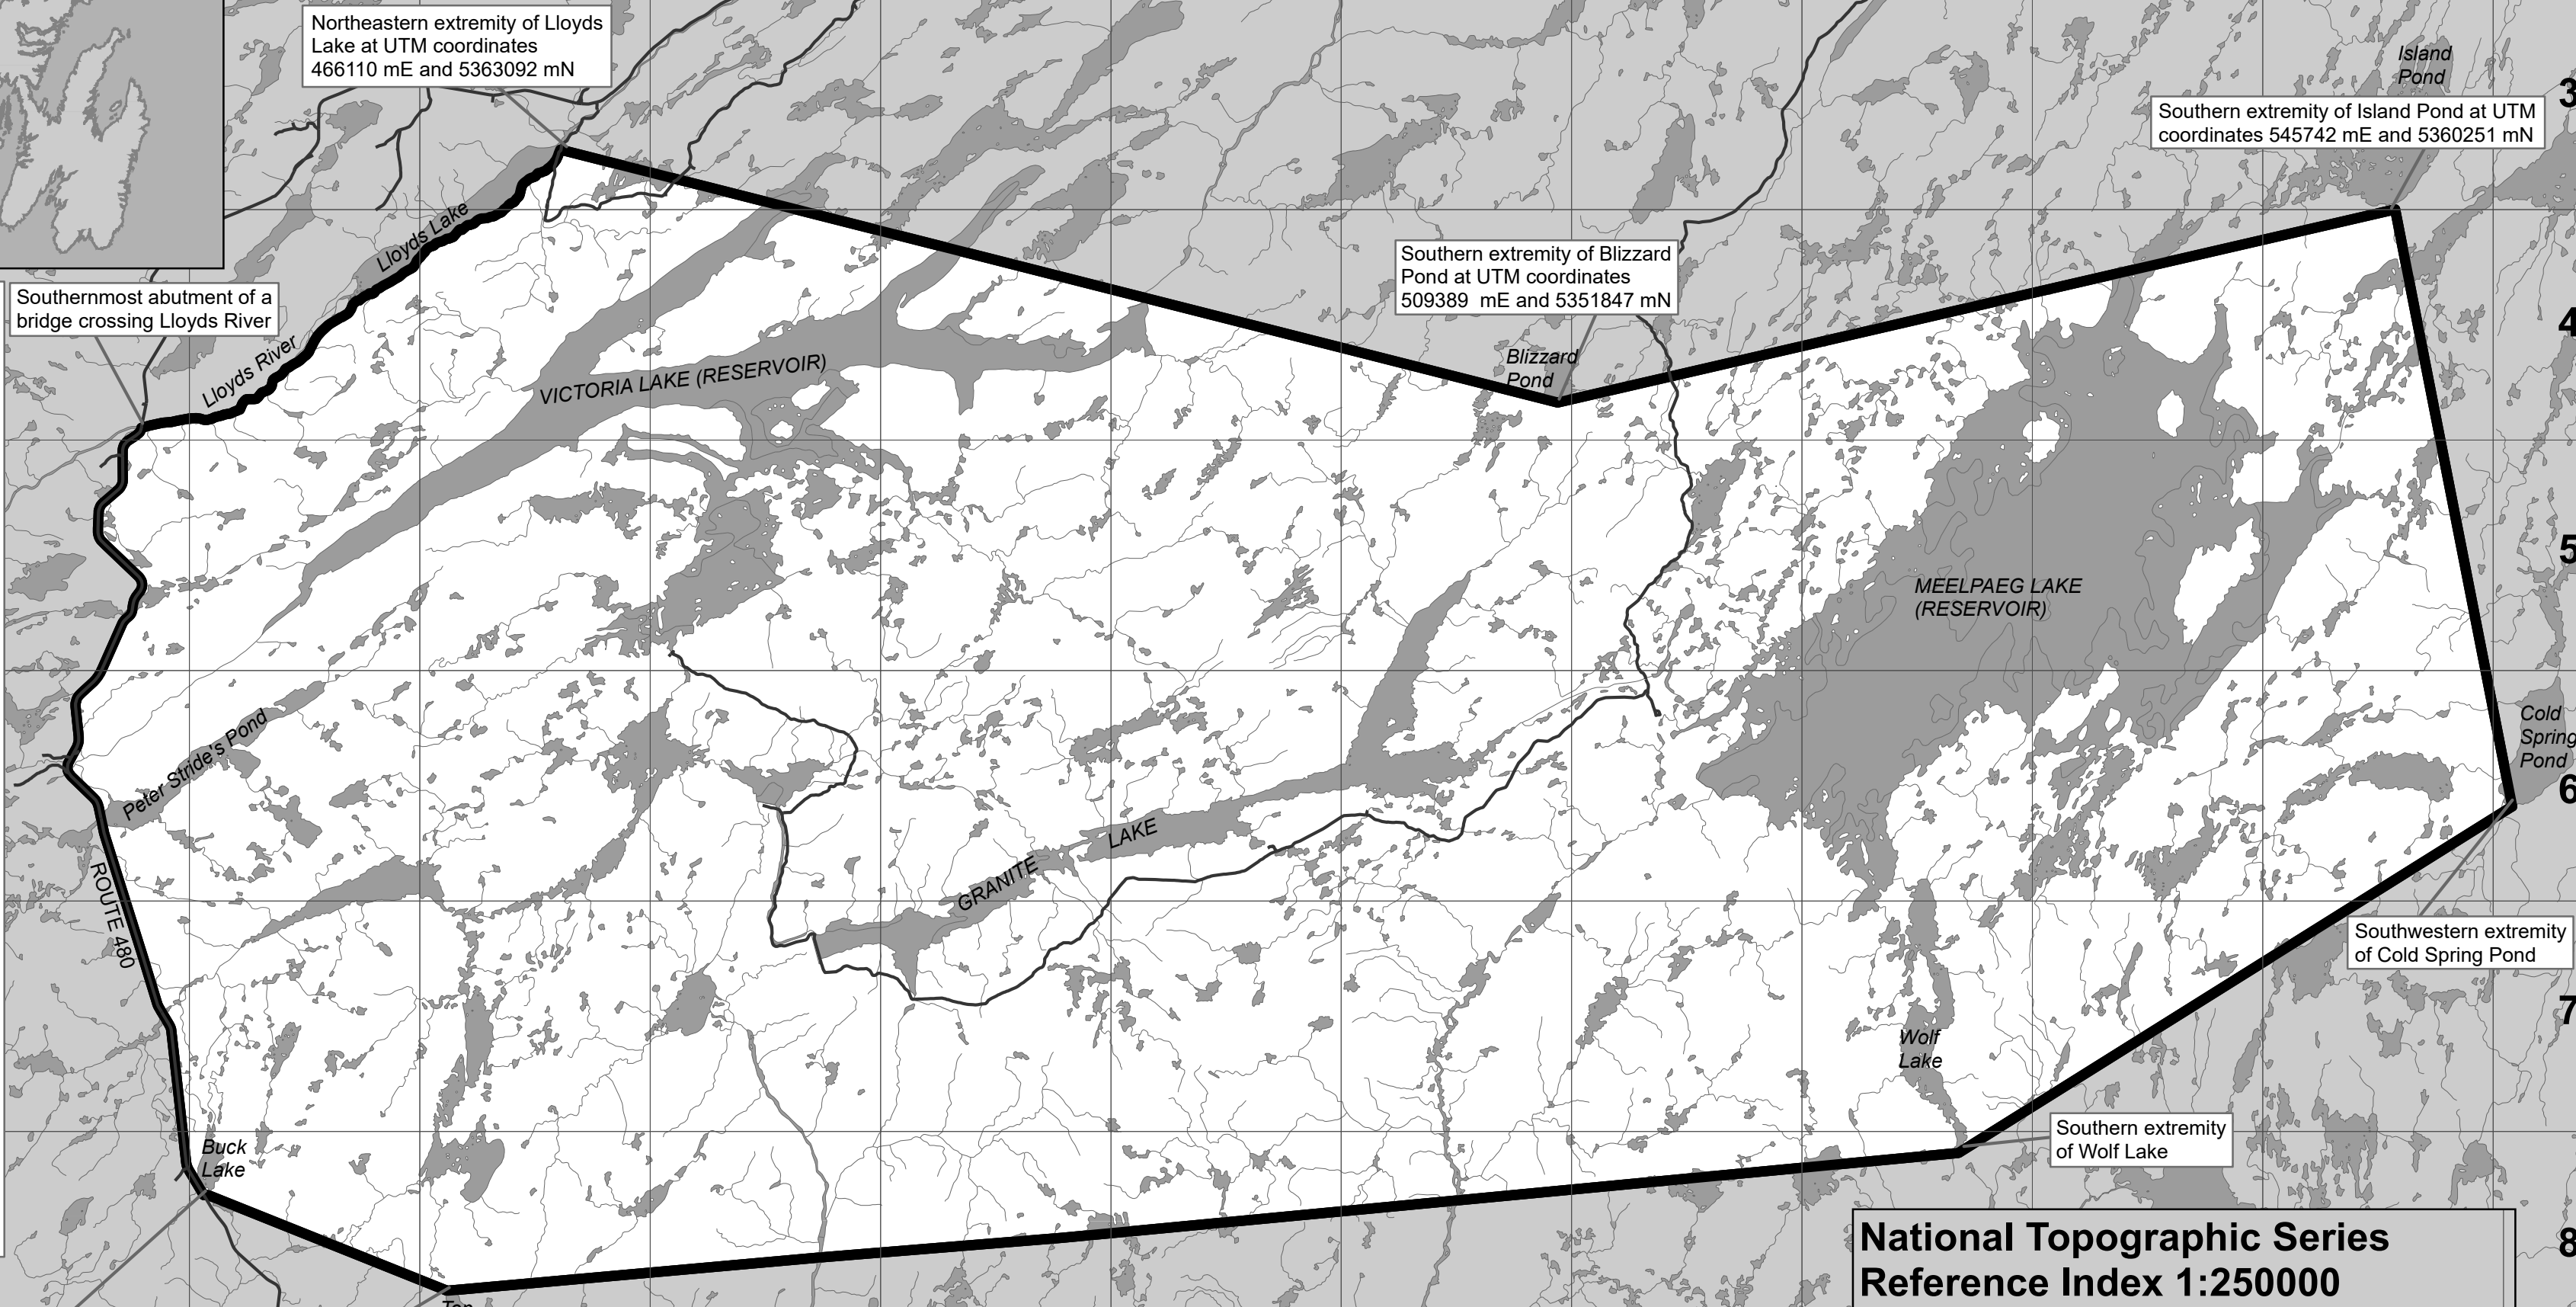 Northeastern extremity of Lloyds
Lake at UTM coordinates
466110 mE and 5363092 mN
Island
Pond
3
Southern extremity of Island Pond at UTM
coordinates 545742 mE and 5360251 mN
Lloyds Lake
Southern extremity of Blizzard
Pond at UTM coordinates
509389 mE and 5351847 mN
Southernmost abutment of a
bridge crossing Lloyds River
4
Lloyds River
Blizzard
Pond
VICTORIA LAKE (RESERVOIR)
5
MEELPAEG LAKE
(RESERVOIR)
Peter Stride's Pond
Cold
Spring
Pond
6
GRANITE LAKE
ROUTE 480
Southwestern extremity
of Cold Spring Pond
7
Wolf
Lake
Buck
Lake
Southern extremity
of Wolf Lake
National Topographic Series
Reference Index 1:250000
8